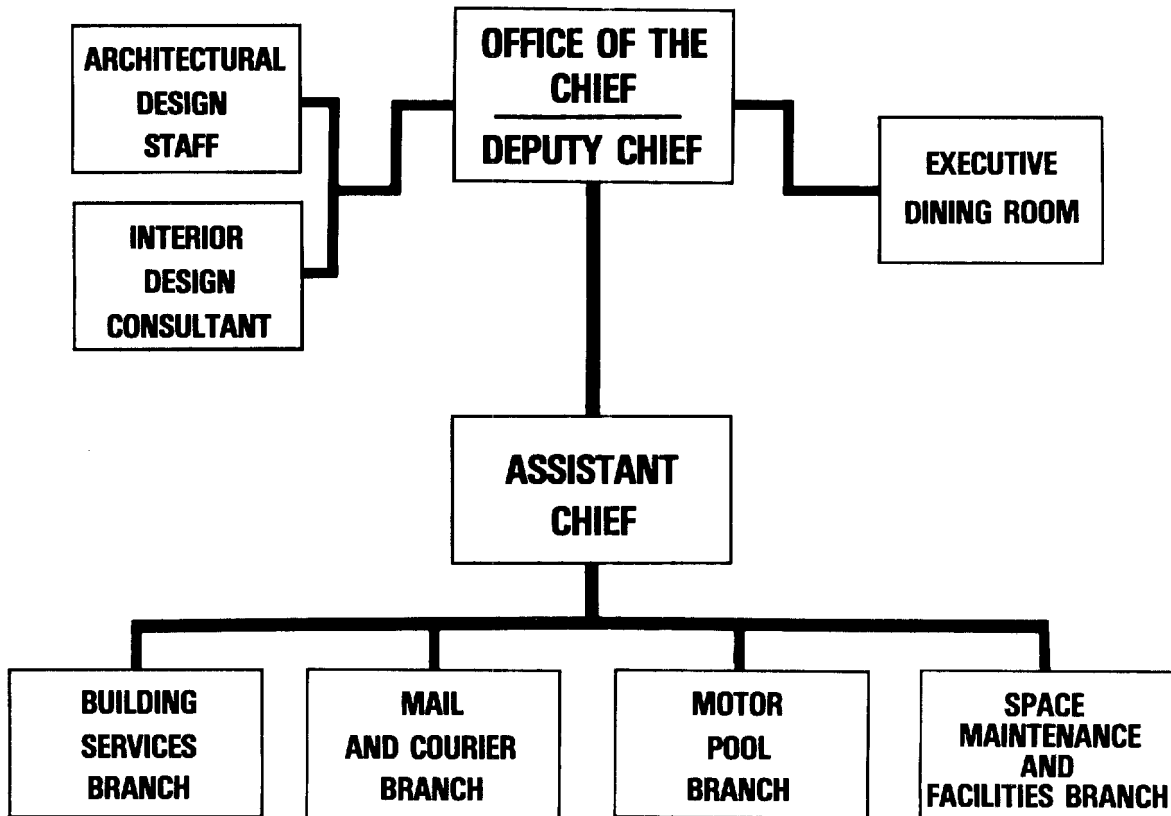 ARCHITECTURAL
DESIGN
STAFF
OFFICE OF THE
CHIEF
DEPUTY CHIEF
EXECUTIVE
DINING ROOM
INTERIOR
DESIGN
CONSULTANT
ASSISTANT
CHIEF
BUILDING
SERVICES
BRANCH
MAIL
AND COURIER
BRANCH
MOTOR
POOL
BRANCH
SPACE
MAINTENANCE
AND
FACILITIES BRANCH